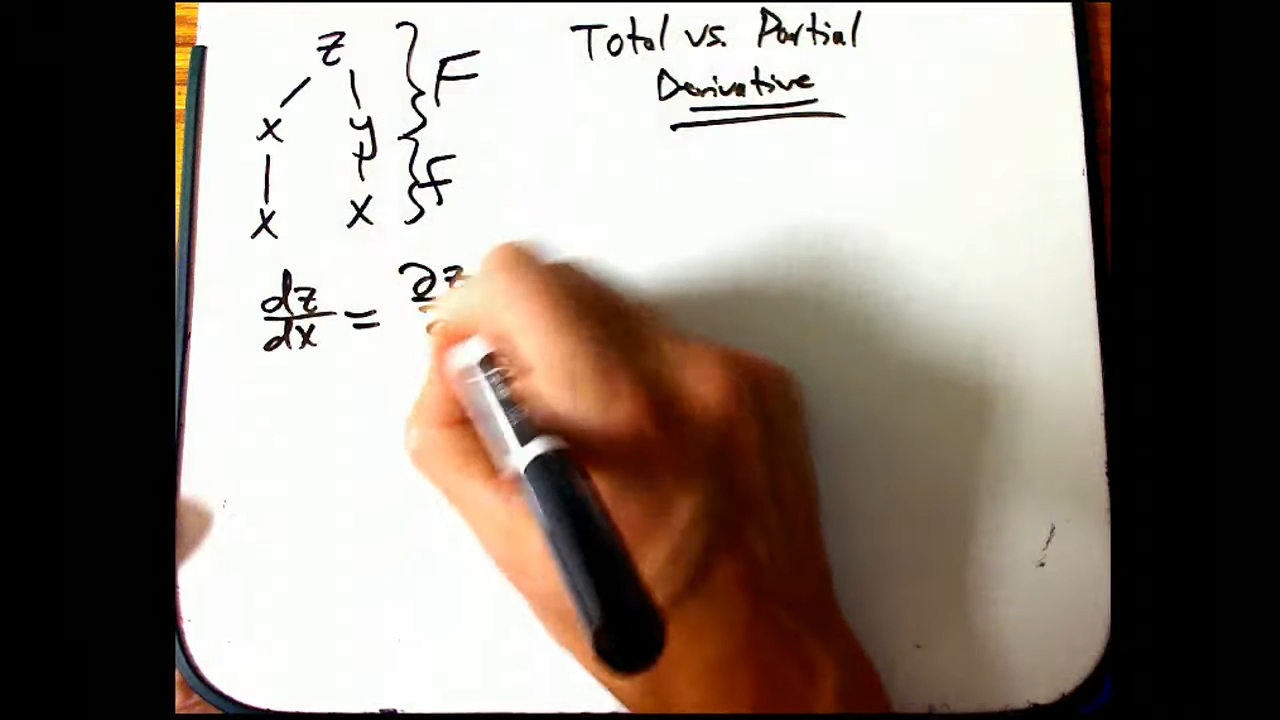 Total vs. Partial
Derivative
z
F
x y
f
x x
dz/dx = ∂z